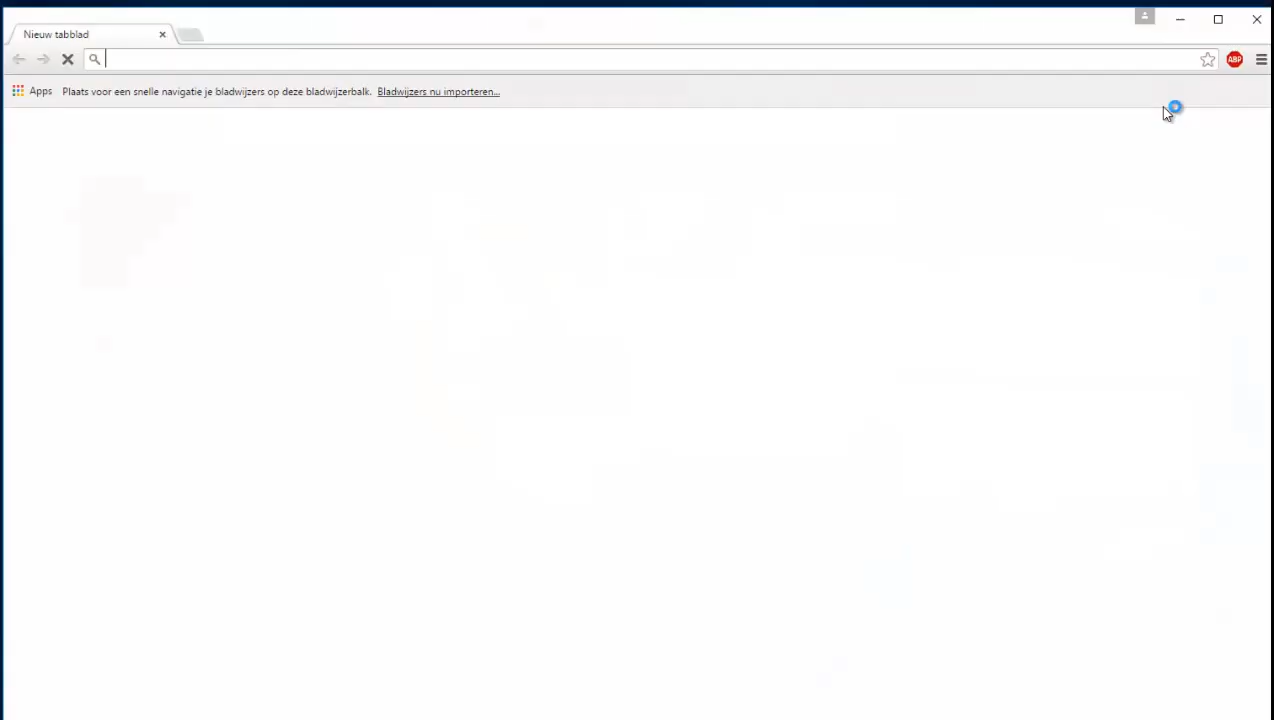 Nieuw tabblad
ABP
Apps Plaats voor een snelle navigatie je bladwijzers op deze bladwijzerbalk. Bladwijzers nu importeren...